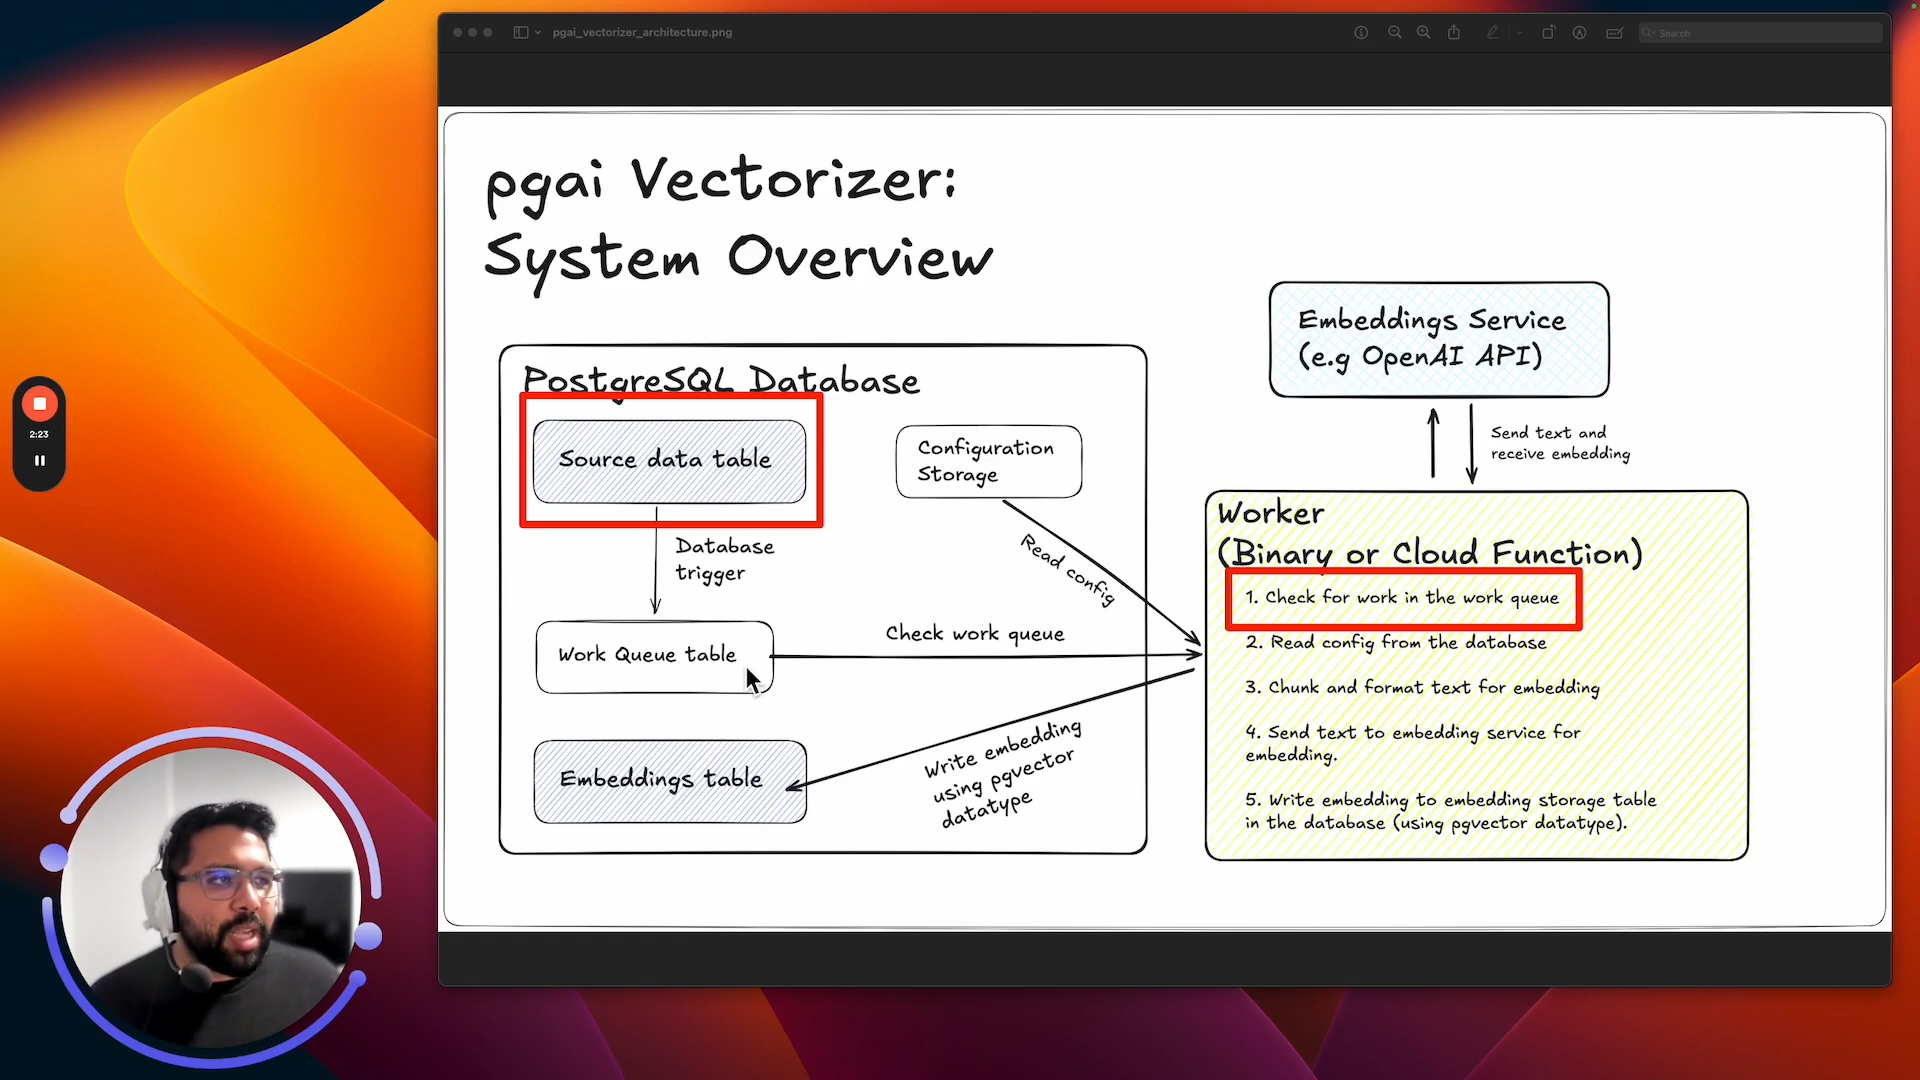 pgai_vectorizer_architecture.png
Search
pgai Vectorizer:
System Overview
PostgreSQL Database
Source data table
Configuration
Storage
Database
trigger
Read config
Work Queue table
Check work queue
Embeddings table
Write embedding
using pgvector
datatype
Embeddings Service
(e.g OpenAI API)
Send text and
receive embedding
Worker
(Binary or Cloud Function)
1. Check for work in the work queue
2. Read config from the database
3. Chunk and format text for embedding
4. Send text to embedding service for
embedding.
5. Write embedding to embedding storage table
in the database (using pgvector datatype).
2:23